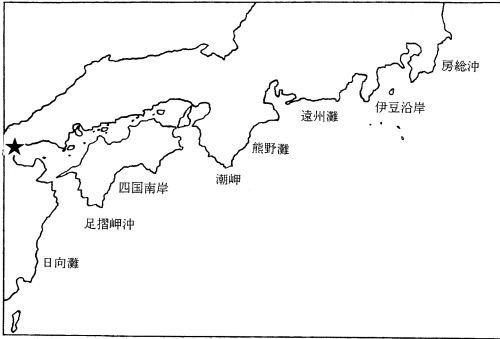 房総沖
伊豆沿岸
遠州灘
熊野灘
潮岬
四国南岸
足摺岬沖
日向灘